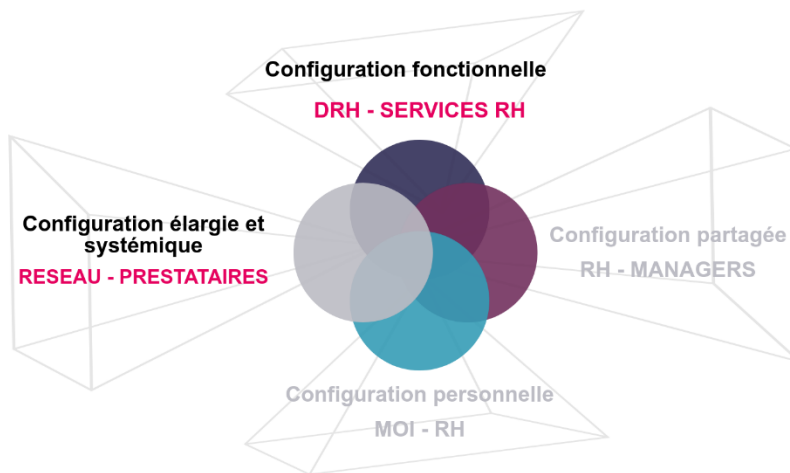 Configuration fonctionnelle
DRH - SERVICES RH
Configuration élargie et
systémique
RESEAU - PRESTATAIRES
Configuration partagée
RH - MANAGERS
Configuration personnelle
MOI - RH